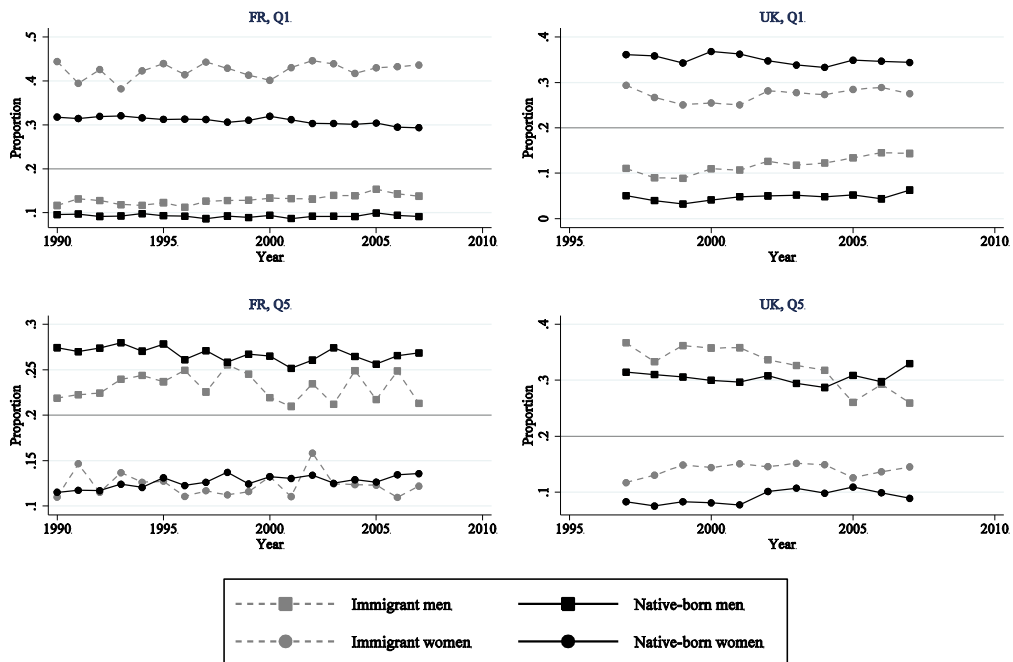 FR, Q1
Proportion
.5
.4
.3
.2
.1
1990
1995
2000
2005
2010
Year
UK, Q1
Proportion
.4
.3
.2
.1
0
1995
2000
2005
2010
Year
FR, Q5
Proportion
.3
.25
.2
.15
.1
1990
1995
2000
2005
2010
Year
UK, Q5
Proportion
.4
.3
.2
.1
1995
2000
2005
2010
Year
Immigrant men
Native-born men
Immigrant women
Native-born women